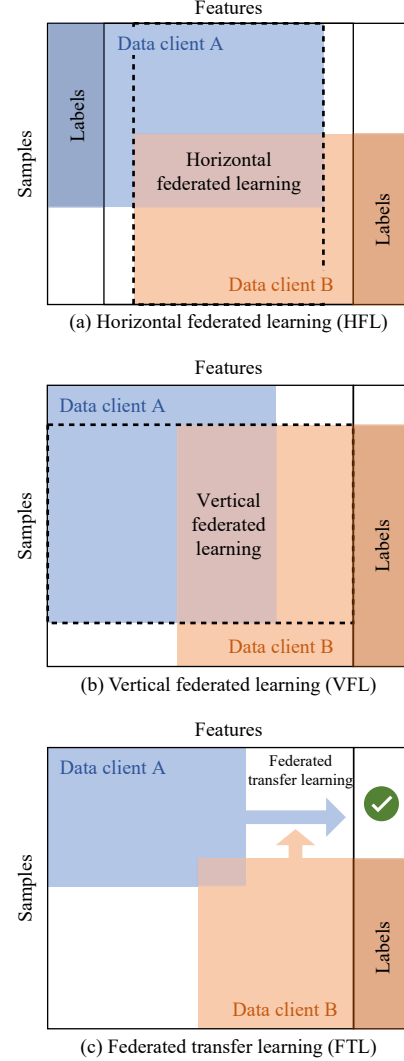 Features
Data client A
Labels
Samples
Horizontal
federated learning
Labels
Data client B
(a) Horizontal federated learning (HFL)
Features
Data client A
Samples
Vertical
federated
learning
Labels
Data client B
(b) Vertical federated learning (VFL)
Features
Data client A
Federated
transfer learning
Samples
Labels
Data client B
(c) Federated transfer learning (FTL)